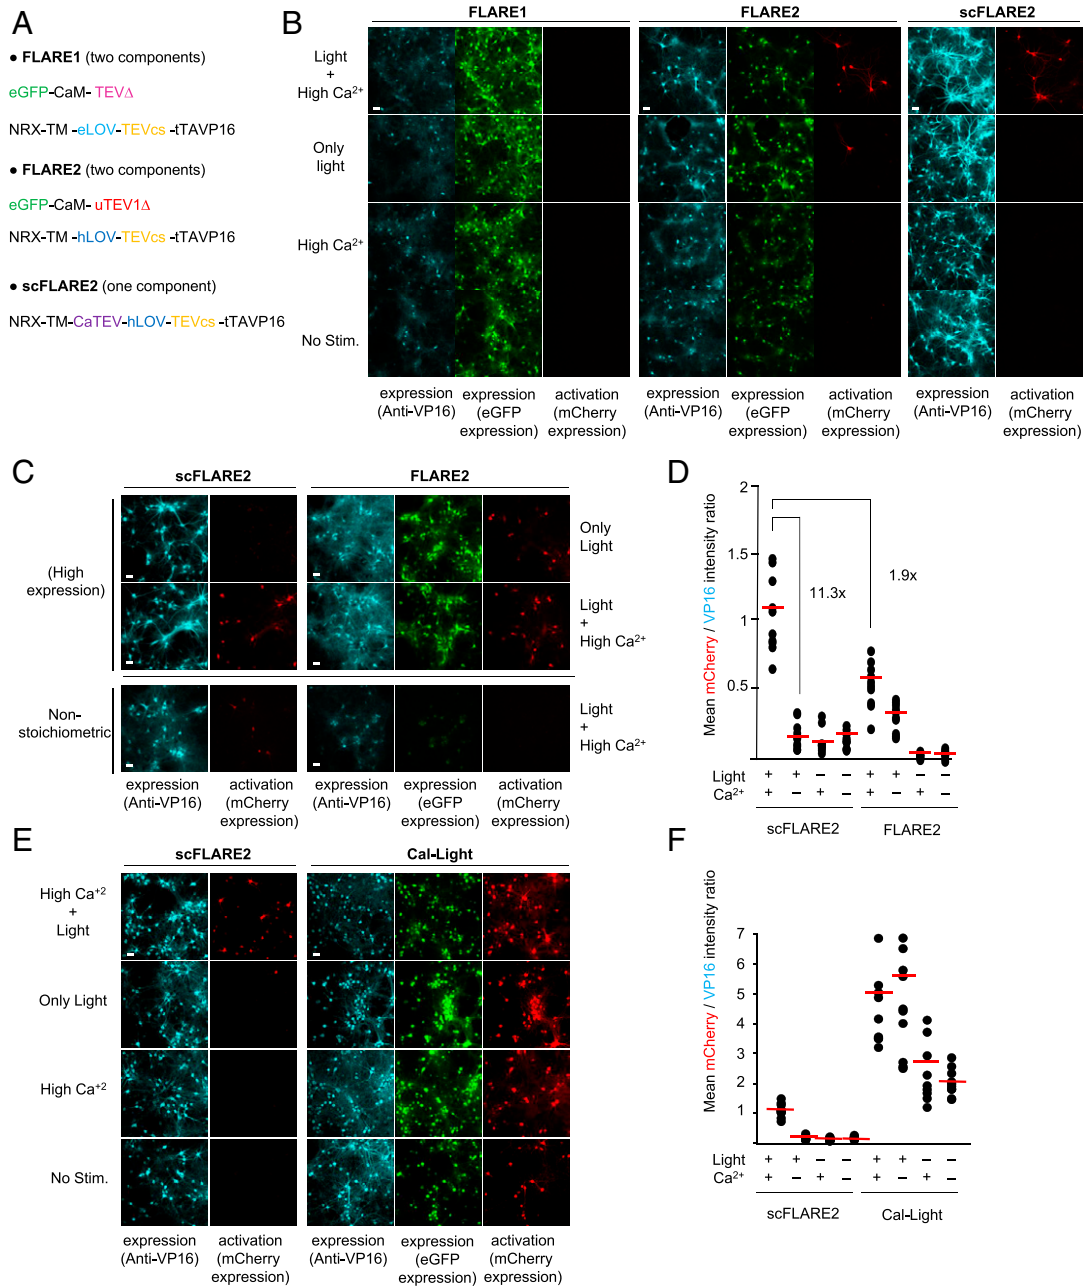 A
● FLARE1 (two components)
eGFP-CaM- TEVΔ
NRX-TM -eLOV-TEVcs -tTAVP16
● FLARE2 (two components)
eGFP-CaM- uTEV1Δ
NRX-TM -hLOV-TEVcs -tTAVP16
● scFLARE2 (one component)
NRX-TM-CaTEV-hLOV-TEVcs -tTAVP16
B
FLARE1 FLARE2 scFLARE2
Light
+
High Ca²⁺
Only
light
High Ca²⁺
No Stim.
expression
(Anti-VP16)
expression
(eGFP
expression)
activation
(mCherry
expression)
expression
(Anti-VP16)
expression
(eGFP
expression)
activation
(mCherry
expression)
expression
(Anti-VP16)
activation
(mCherry
expression)
C
scFLARE2 FLARE2
(High
expression)
Only
Light
Light
+
High Ca²⁺
Non-
stoichiometric
Light
+
High Ca²⁺
expression
(Anti-VP16)
activation
(mCherry
expression)
expression
(Anti-VP16)
expression
(eGFP
expression)
activation
(mCherry
expression)
D
Mean mCherry / VP16 intensity ratio
2
1.5
1
0.5
11.3x
1.9x
Light + + – – + + – –
Ca²⁺ + – + – + – + –
scFLARE2 FLARE2
E
scFLARE2 Cal-Light
High Ca⁺²
+
Light
Only Light
High Ca⁺²
No Stim.
expression
(Anti-VP16)
activation
(mCherry
expression)
expression
(Anti-VP16)
expression
(eGFP
expression)
activation
(mCherry
expression)
F
Mean mCherry / VP16 intensity ratio
7
6
5
4
3
2
1
Light + + – – + + – –
Ca²⁺ + – + – + – + –
scFLARE2 Cal-Light